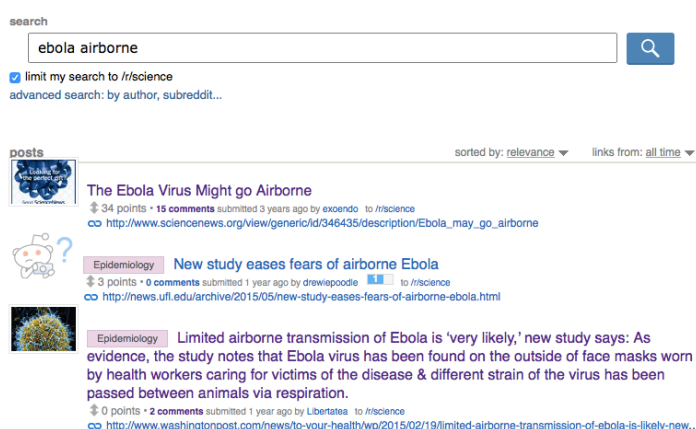 search
ebola airborne
limit my search to /r/science
advanced search: by author, subreddit...
posts
sorted by: relevance
links from: all time
Looking for
the perfect gift?
Send ScienceNews
The Ebola Virus Might go Airborne
34 points • 15 comments submitted 3 years ago by exoendo to /r/science
http://www.sciencenews.org/view/generic/id/346435/description/Ebola_may_go_airborne
?
Epidemiology New study eases fears of airborne Ebola
3 points • 0 comments submitted 1 year ago by drewiepoodle 1 to /r/science
http://news.ufl.edu/archive/2015/05/new-study-eases-fears-of-airborne-ebola.html
Epidemiology Limited airborne transmission of Ebola is ‘very likely,’ new study says: As
evidence, the study notes that Ebola virus has been found on the outside of face masks worn
by health workers caring for victims of the disease & different strain of the virus has been
passed between animals via respiration.
0 points • 2 comments submitted 1 year ago by Libertatea to /r/science
http://www.washingtonpost.com/news/to-your-health/wp/2015/02/19/limited-airborne-transmission-of-ebola-is-likely-new...